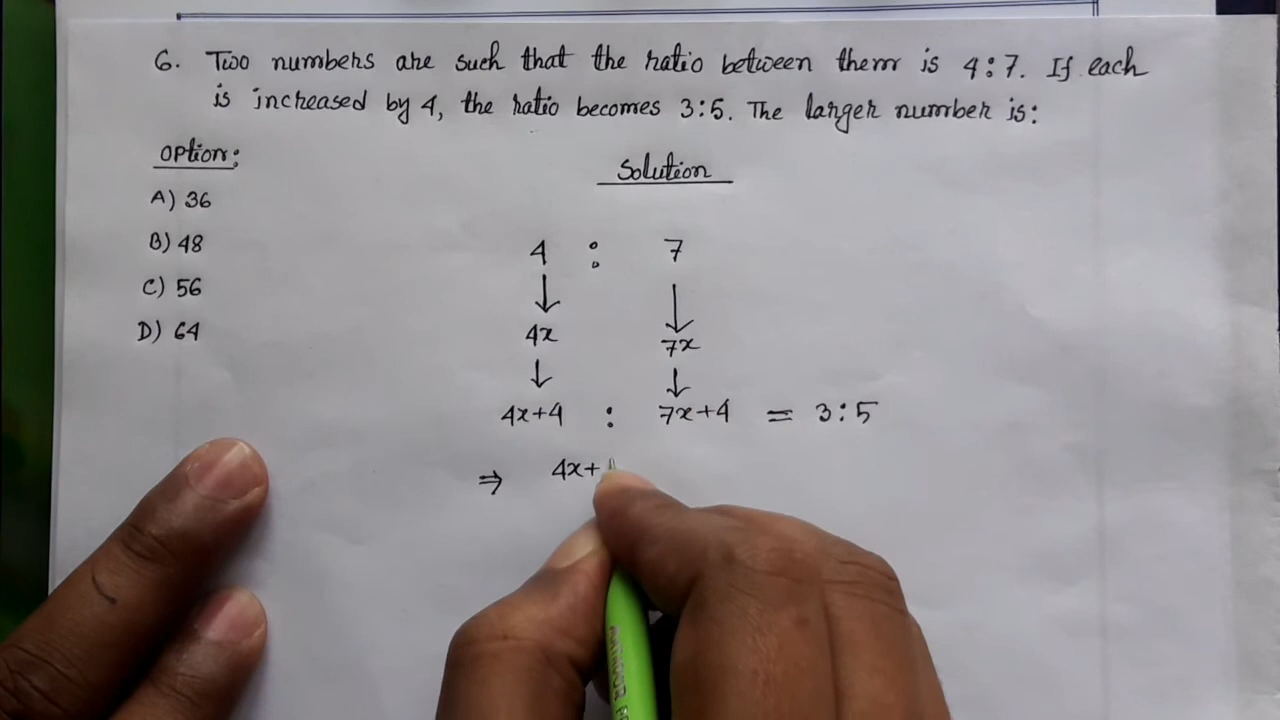 6. Two numbers are such that the ratio between them is 4:7. If each
is increased by 4, the ratio becomes 3:5. The larger number is:
Option:
A) 36
B) 48
C) 56
D) 64
Solution
4 : 7
↓ ↓
4x 7x
↓ ↓
4x+4 : 7x+4 = 3:5
⇒ 4x+